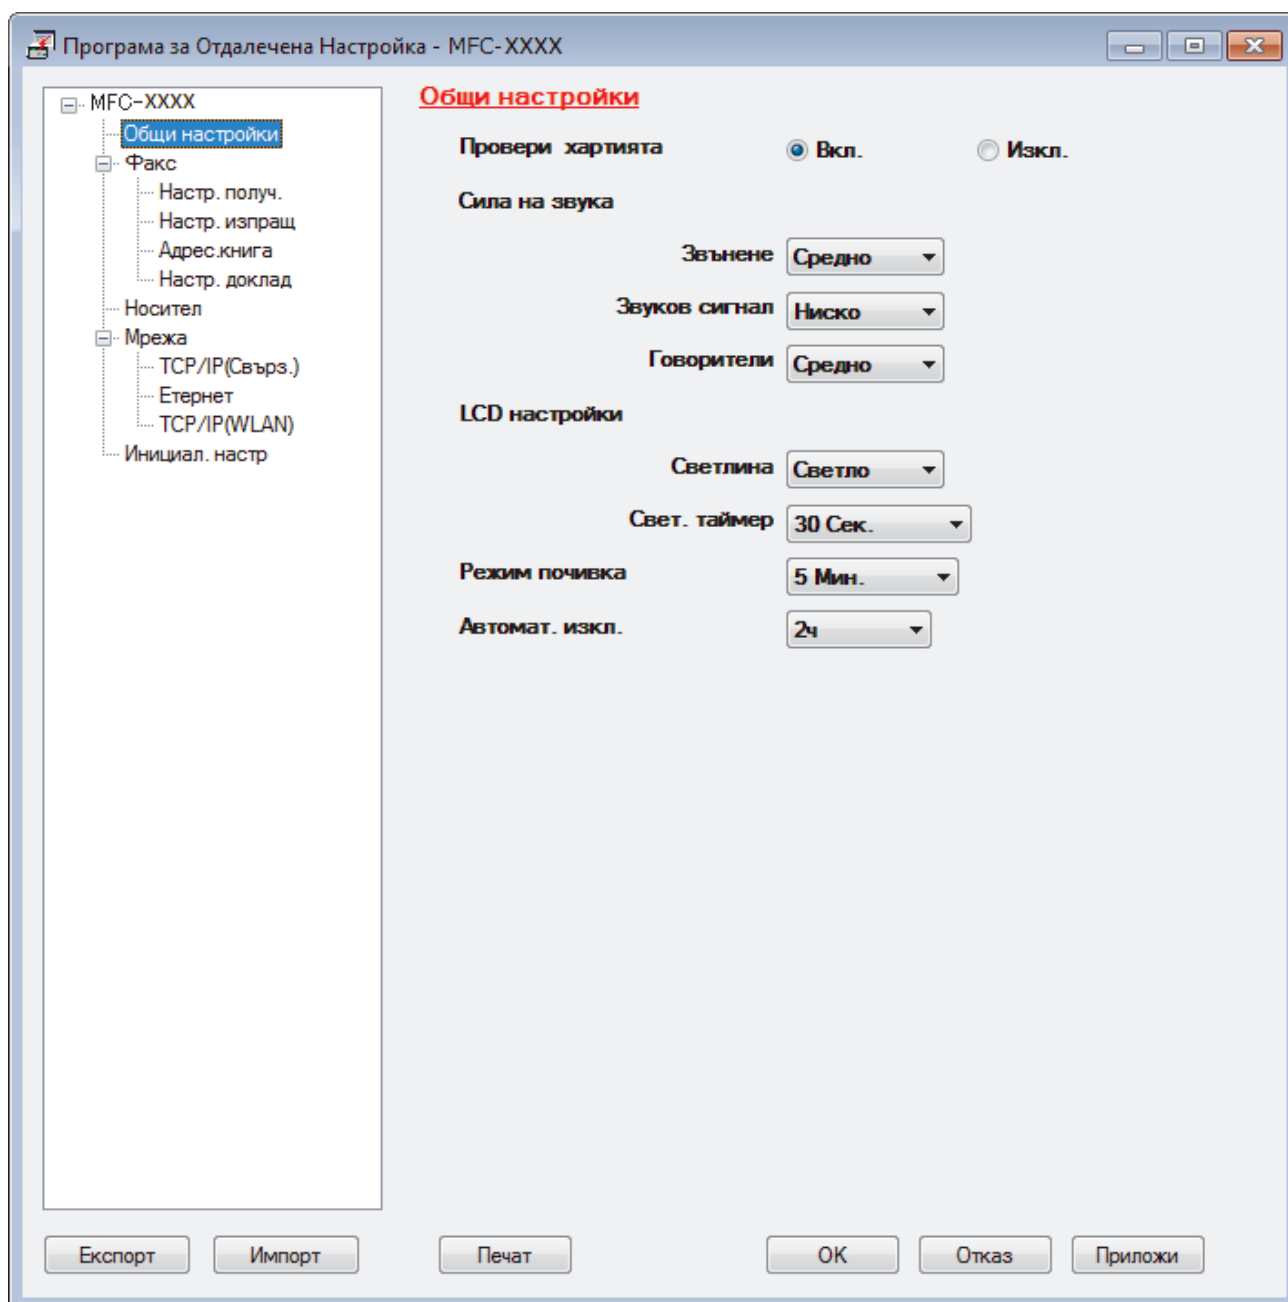 Програма за Отдалечена Настройка - MFC-XXXX
MFC-XXXX
Общи настройки
Факс
Настр. получ.
Настр. изпращ
Адрес.книга
Настр. доклад
Носител
Мрежа
TCP/IP(Свърз.)
Етернет
TCP/IP(WLAN)
Инициал. настр
Общи настройки
Провери хартията Вкл. Изкл.
Сила на звука
Звънене Средно
Звуков сигнал Ниско
Говорители Средно
LCD настройки
Светлина Светло
Свет. таймер 30 Сек.
Режим почивка 5 Мин.
Автомат. изкл. 2ч
Експорт Импорт Печат OK Отказ Приложи